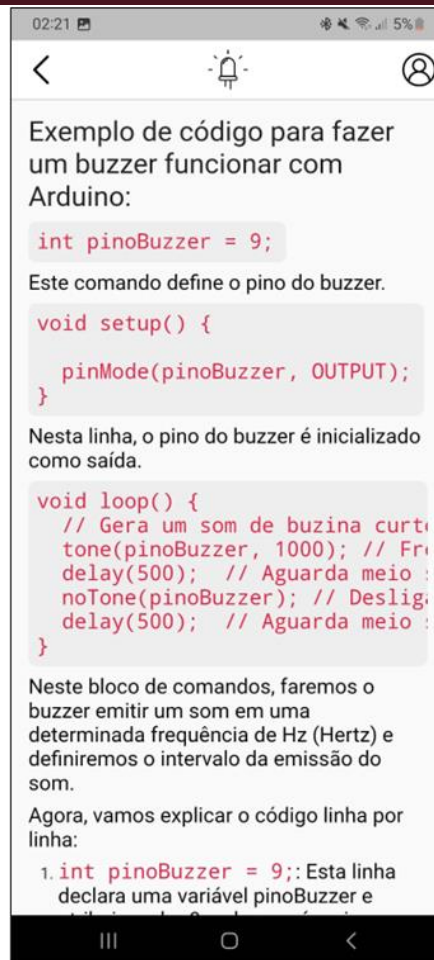 02:21 5%
Exemplo de código para fazer
um buzzer funcionar com
Arduino:
int pinoBuzzer = 9;
Este comando define o pino do buzzer.
void setup() {
pinMode(pinoBuzzer, OUTPUT);
}
Nesta linha, o pino do buzzer é inicializado
como saída.
void loop() {
// Gera um som de buzina
tone(pinoBuzzer, 1000); //
delay(500); // Aguarda meio
noTone(pinoBuzzer); //
delay(500); // Aguarda meio
}
Neste bloco de comandos, faremos o
buzzer emitir um som em uma
determinada frequência de Hz (Hertz) e
definiremos o intervalo da emissão do
som.
Agora, vamos explicar o código linha por
linha:
1. int pinoBuzzer = 9;: Esta linha
declara uma variável pinoBuzzer e